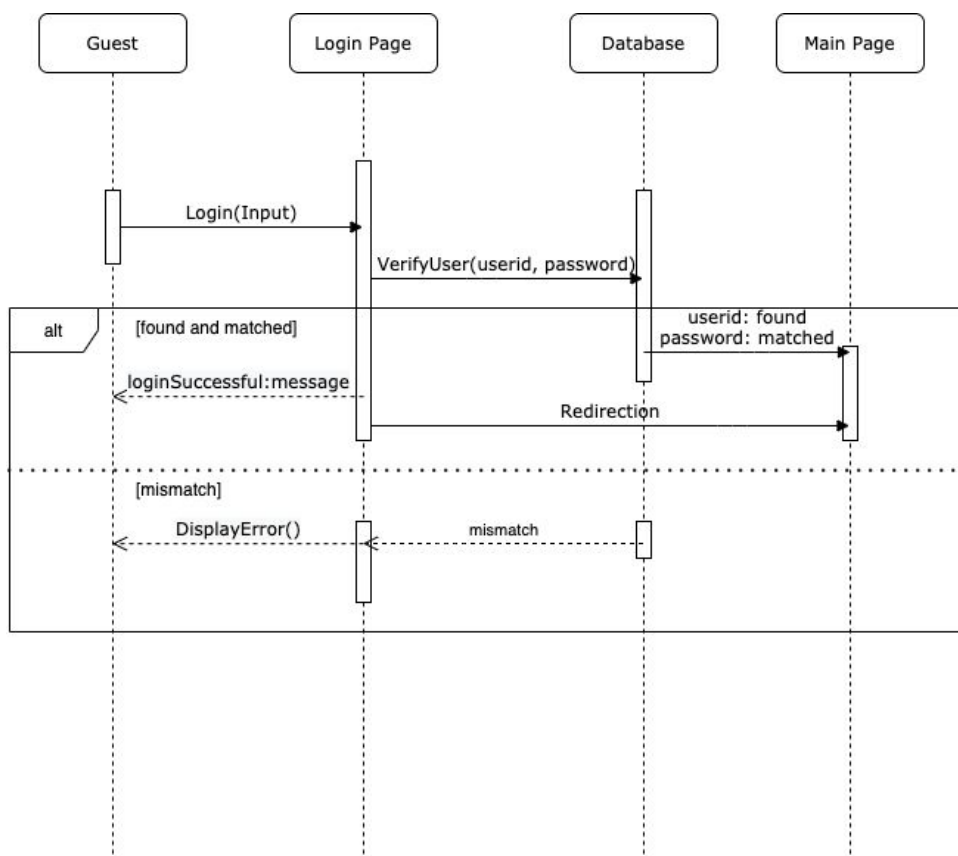 Guest
Login Page
Database
Main Page
Login(Input)
VerifyUser(userid, password)
alt
[found and matched]
userid: found
password: matched
loginSuccessful:message
Redirection
[mismatch]
DisplayError()
mismatch